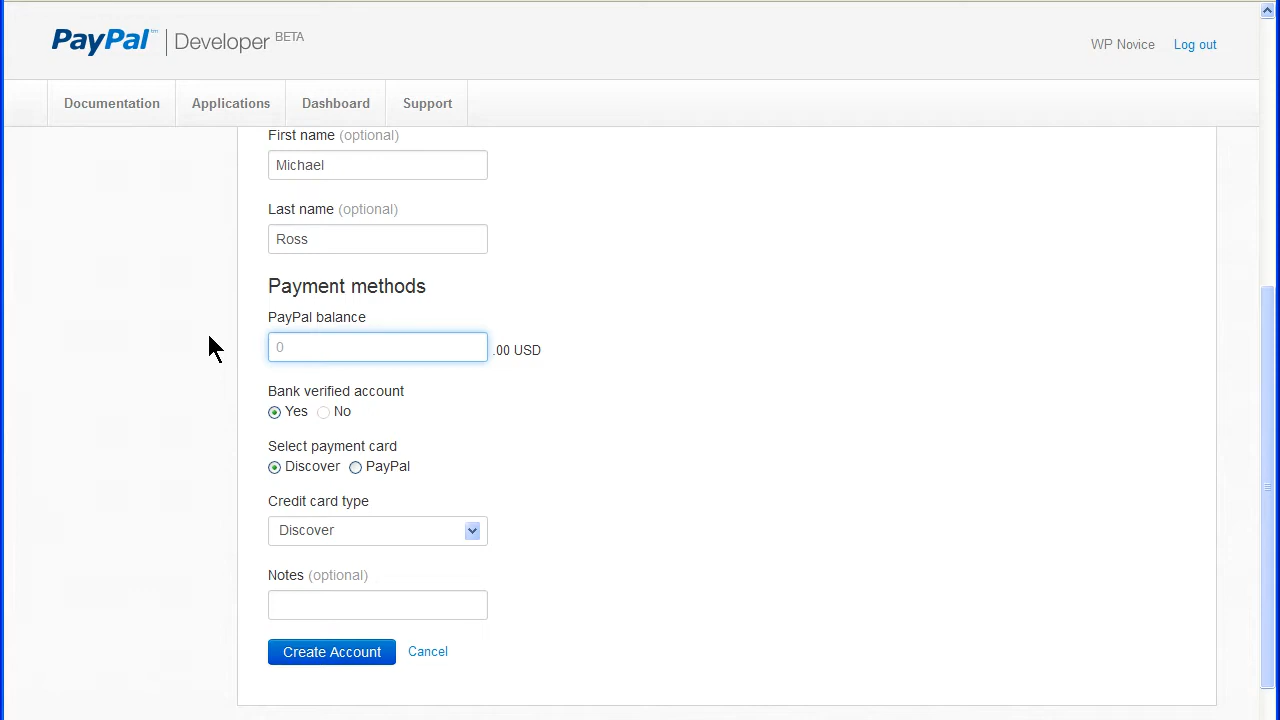 PayPal™ | Developer BETA
WP Novice Log out
Documentation Applications Dashboard Support
First name (optional)
Michael
Last name (optional)
Ross
Payment methods
PayPal balance
0 .00 USD
Bank verified account
Yes No
Select payment card
Discover PayPal
Credit card type
Discover
Notes (optional)
Create Account Cancel